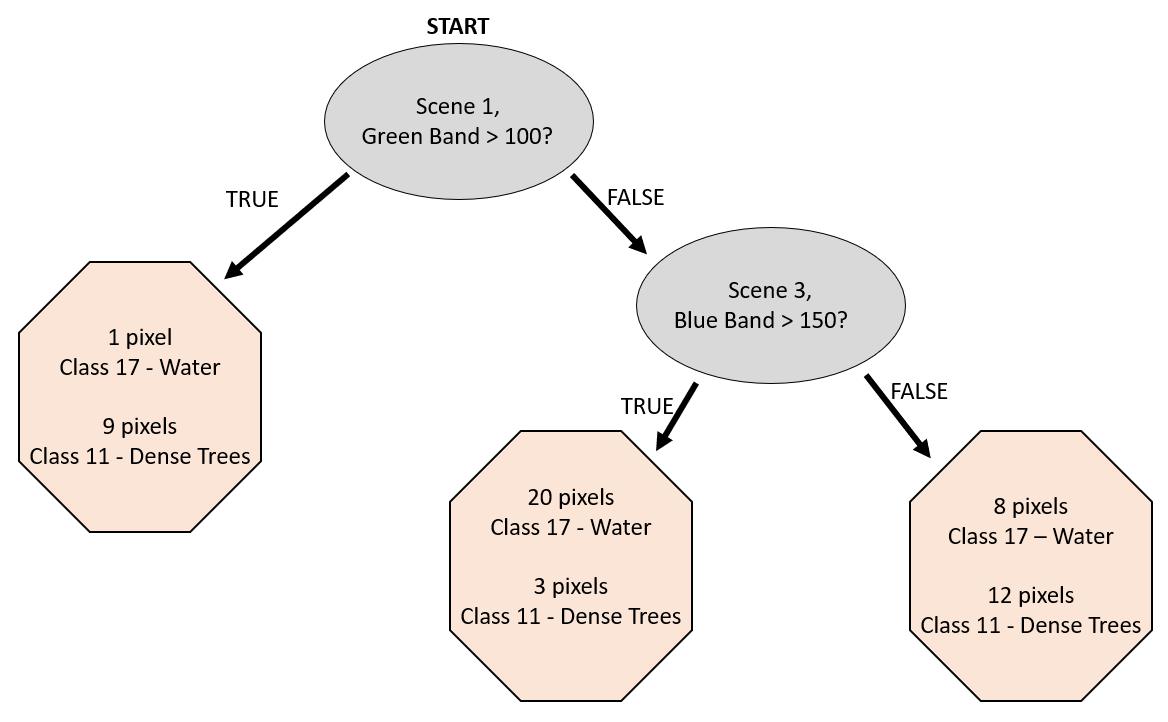 START
Scene 1,
Green Band > 100?
TRUE
FALSE
Scene 3,
Blue Band > 150?
1 pixel
Class 17 - Water
9 pixels
Class 11 - Dense Trees
TRUE
FALSE
20 pixels
Class 17 - Water
3 pixels
Class 11 - Dense Trees
8 pixels
Class 17 – Water
12 pixels
Class 11 - Dense Trees